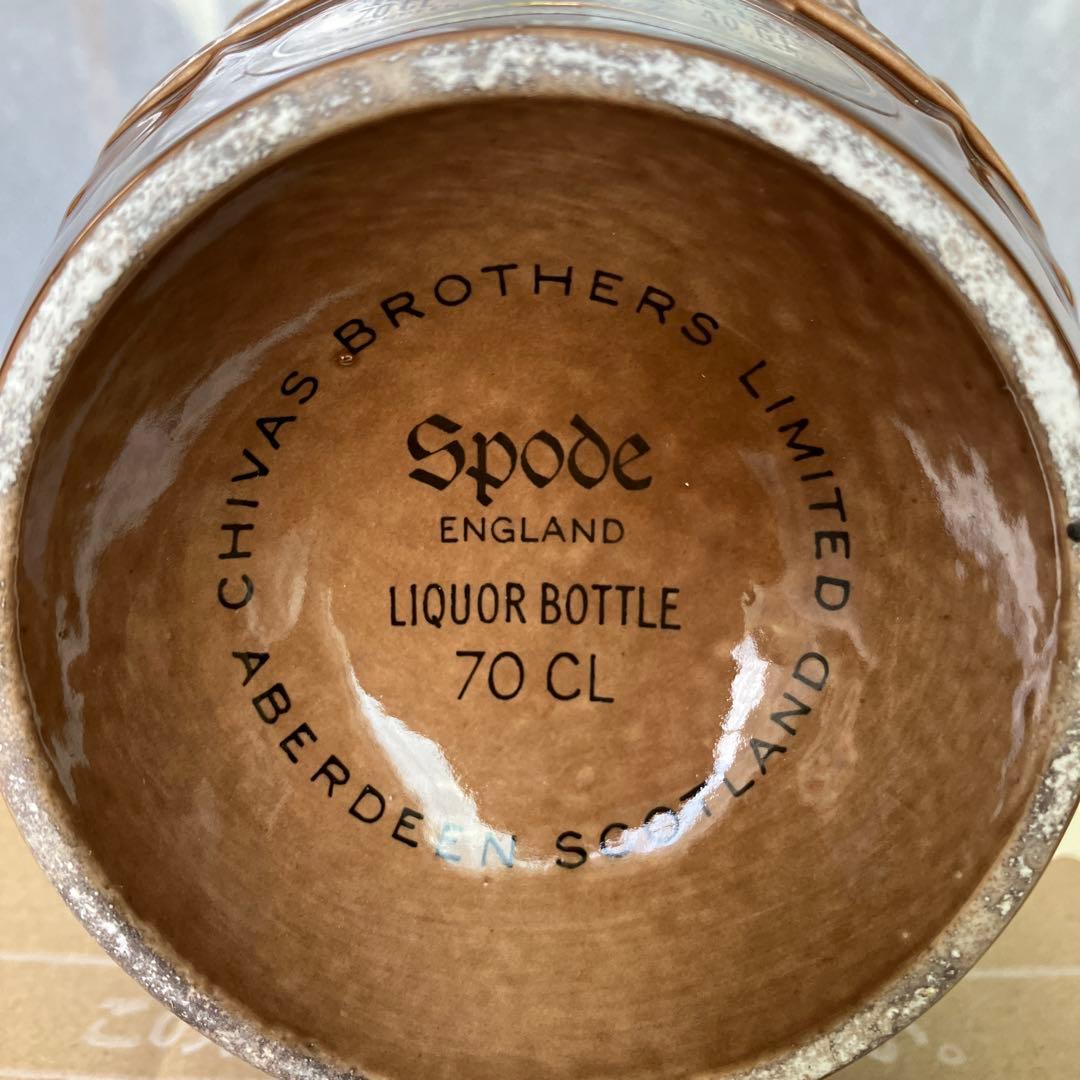 CHIVAS BROTHERS LIMITED
Spode
ENGLAND
LIQUOR BOTTLE
70 CL
ABERDEEN SCOTLAND